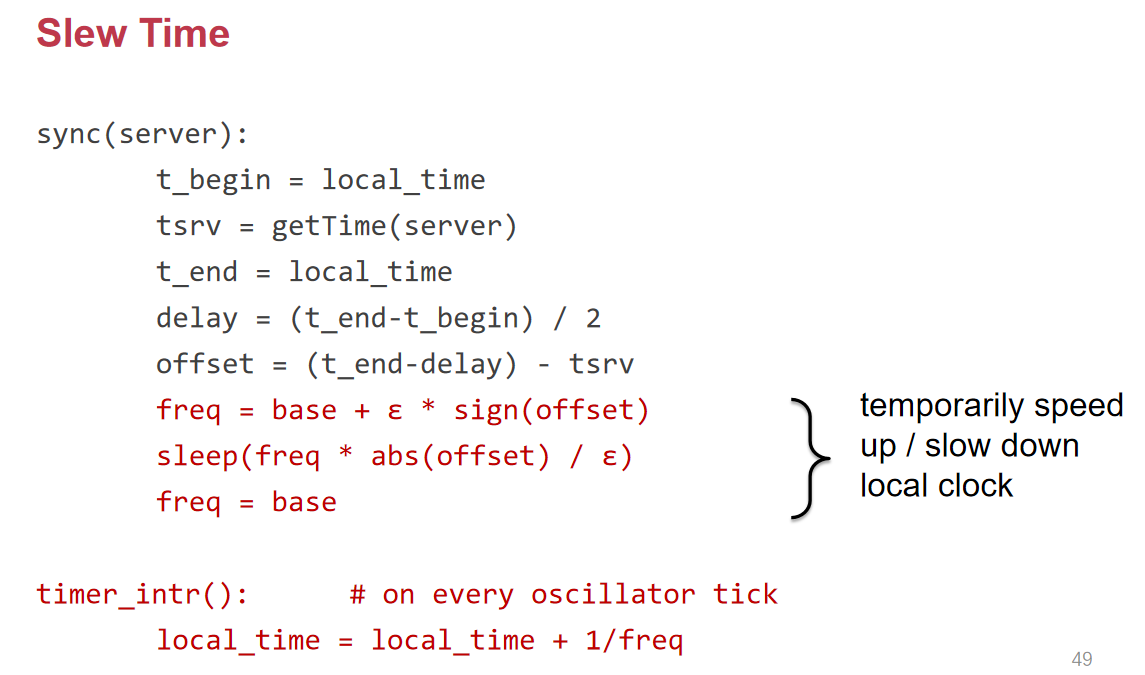 Slew Time
sync(server):
t_begin = local_time
tsrv = getTime(server)
t_end = local_time
delay = (t_end-t_begin) / 2
offset = (t_end-delay) - tsrv
freq = base + ε * sign(offset)
sleep(freq * abs(offset) / ε)
freq = base
temporarily speed
up / slow down
local clock
timer_intr(): # on every oscillator tick
local_time = local_time + 1/freq
49